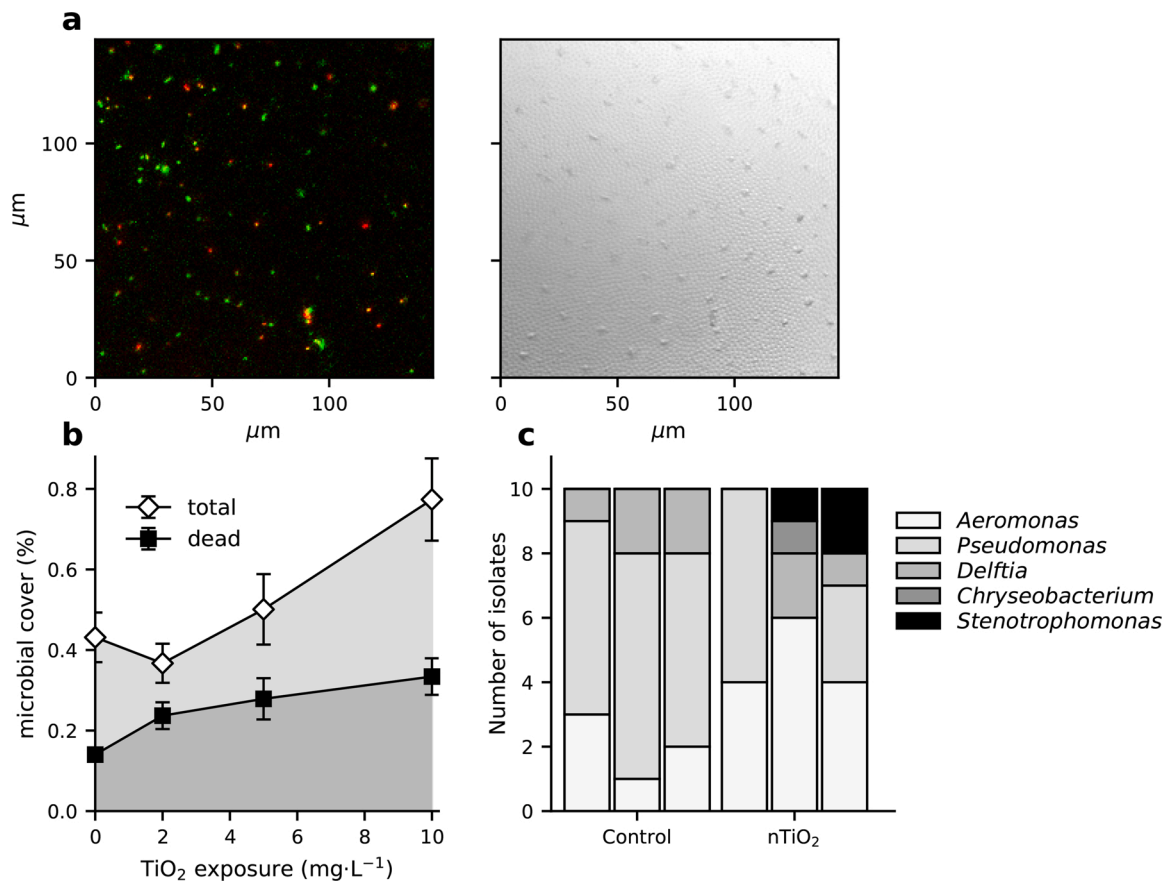 a
100
50
0
μm
0 50 100
μm
0 50 100
μm
b
0.8
0.6
0.4
0.2
0.0
microbial cover (%)
total
dead
0 2 4 6 8 10
TiO₂ exposure (mg·L⁻¹)
c
10
8
6
4
2
0
Number of isolates
Control nTiO₂
Aeromonas
Pseudomonas
Delftia
Chryseobacterium
Stenotrophomonas